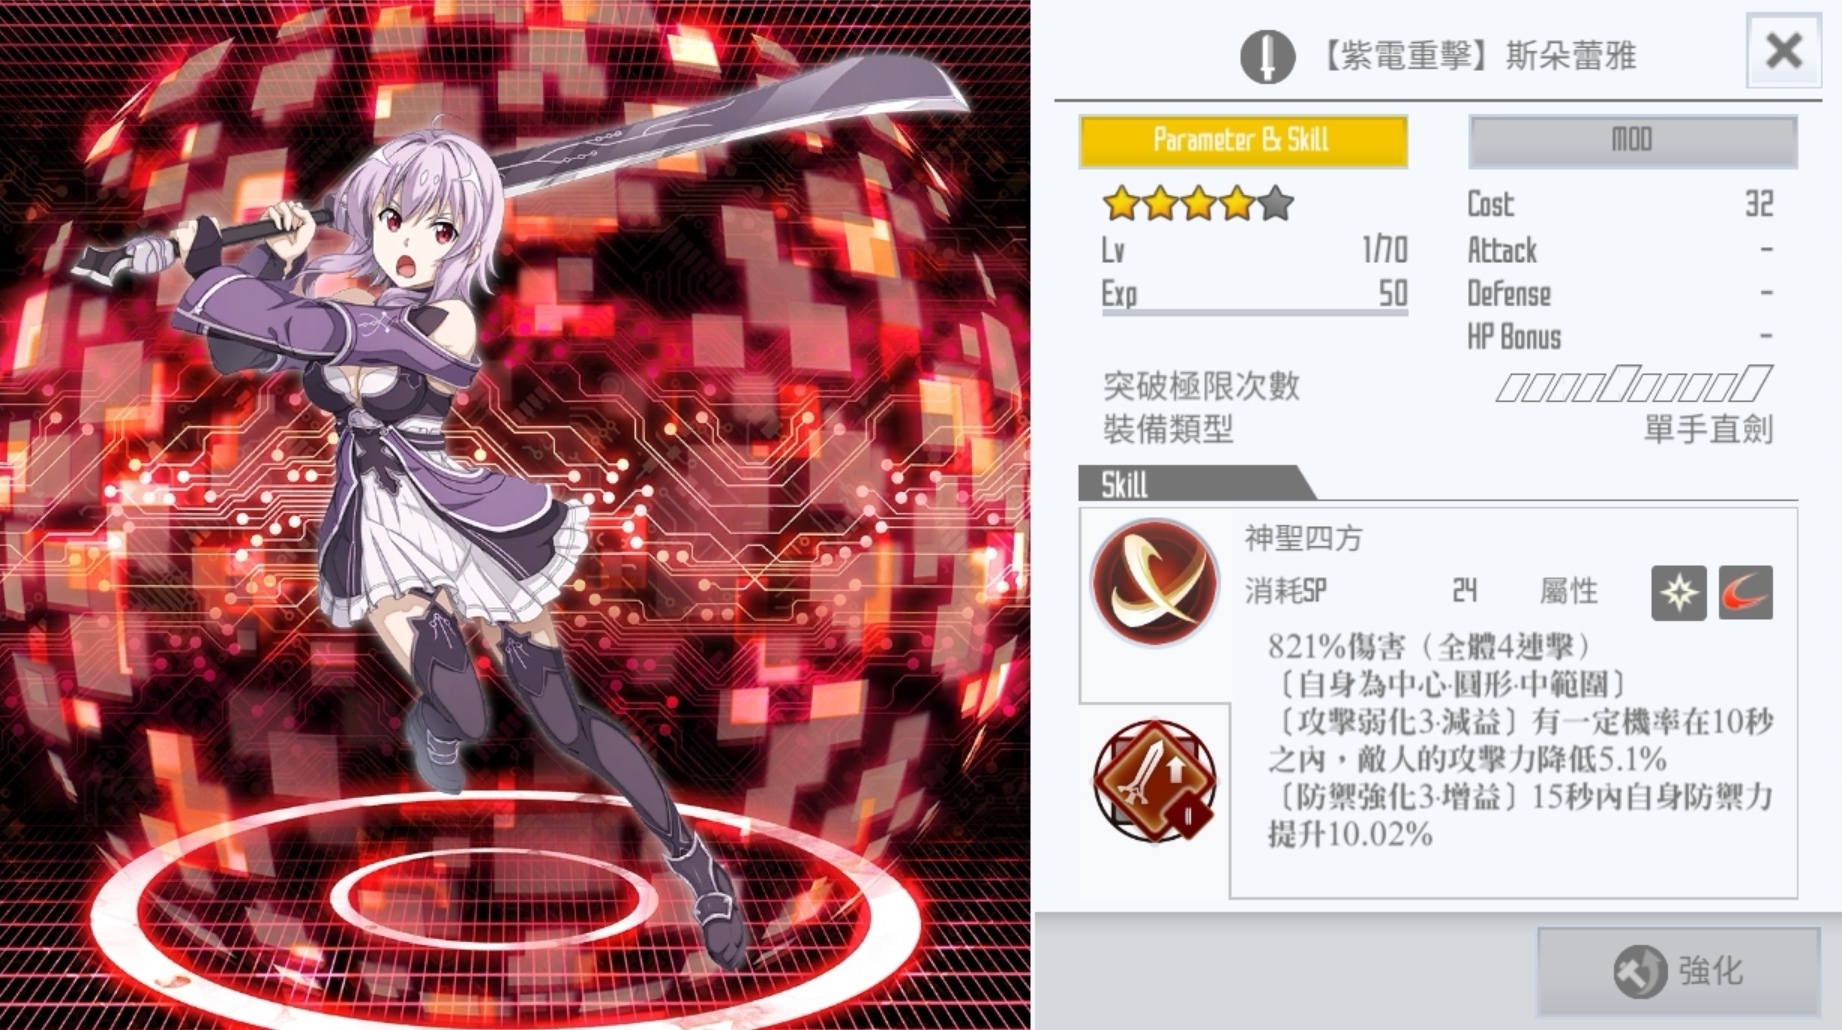 【紫電重擊】斯朵蕾雅
Parameter & Skill
MOD
Lv 1/70
Exp 50
Cost 32
Attack -
Defense -
HP Bonus -
突破極限次數
裝備類型 單手直劍
Skill
神聖四方
消耗SP 24 屬性
821%傷害（全體4連擊）
〔自身為中心·圓形·中範圍〕
〔攻擊弱化3·減益〕有一定機率在10秒
之內，敵人的攻擊力降低5.1%
〔防禦強化3·增益〕15秒內自身防禦力
提升10.02%
II
強化